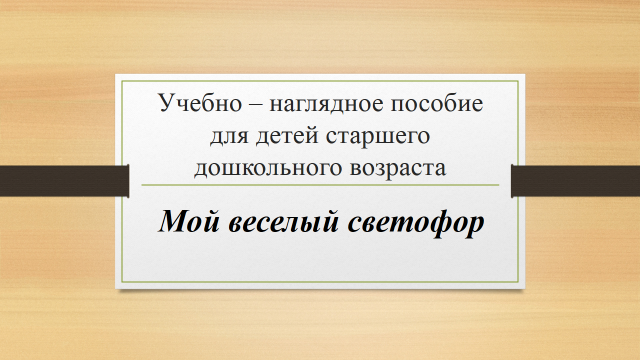 Учебно – наглядное пособие
для детей старшего
дошкольного возраста
Мой веселый светофор